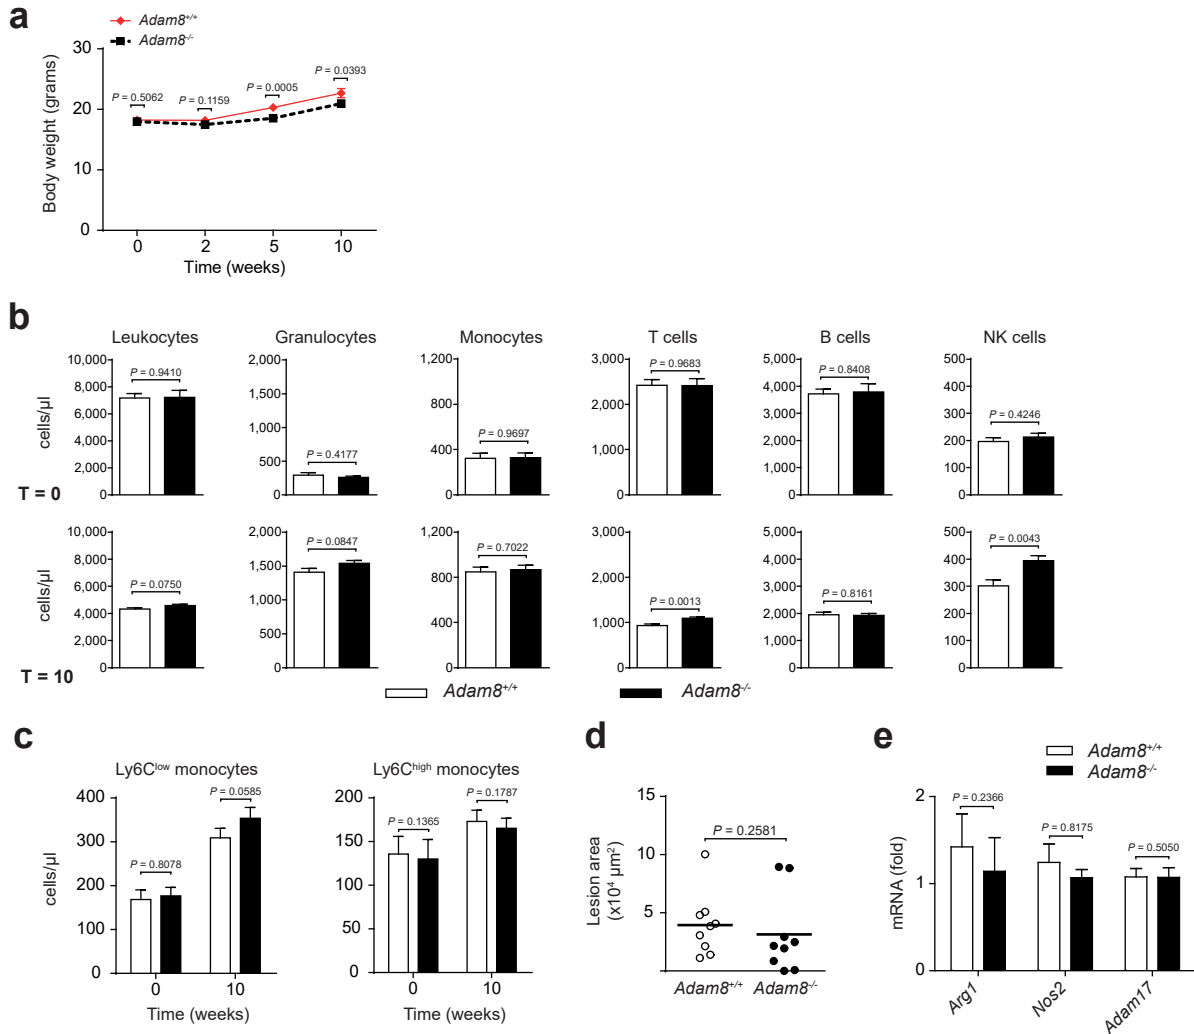 a
Adam8+/+
Adam8-/-
30
20
10
0
Body weight (grams)
P = 0.5062
P = 0.1159
P = 0.0005
P = 0.0393
0 2 5 10
Time (weeks)
b
Leukocytes Granulocytes Monocytes T cells B cells NK cells
cells/µl
T = 0
10,000
8,000
6,000
4,000
2,000
0
P = 0.9410
2,000
1,500
1,000
500
0
P = 0.4177
1,200
800
400
0
P = 0.9697
3,000
2,000
1,000
0
P = 0.9683
5,000
4,000
3,000
2,000
1,000
0
P = 0.8408
500
400
300
200
100
0
P = 0.4246
cells/µl
T = 10
10,000
8,000
6,000
4,000
2,000
0
P = 0.0750
2,000
1,500
1,000
500
0
P = 0.0847
1,200
800
400
0
P = 0.7022
3,000
2,000
1,000
0
P = 0.0013
5,000
4,000
3,000
2,000
1,000
0
P = 0.8161
500
400
300
200
100
0
P = 0.0043
Adam8+/+ Adam8-/-
c
Ly6Clow monocytes
cells/µl
400
300
200
100
0
P = 0.8078
P = 0.0585
0 10
Time (weeks)
Ly6Chigh monocytes
200
150
100
50
0
P = 0.1365
P = 0.1787
0 10
Time (weeks)
d
Lesion area
(x10⁴ µm²)
15
10
5
0
P = 0.2581
Adam8+/+ Adam8-/-
e
Adam8+/+
Adam8-/-
mRNA (fold)
2
1
0
P = 0.2366
P = 0.8175
P = 0.5050
Arg1 Nos2 Adam17